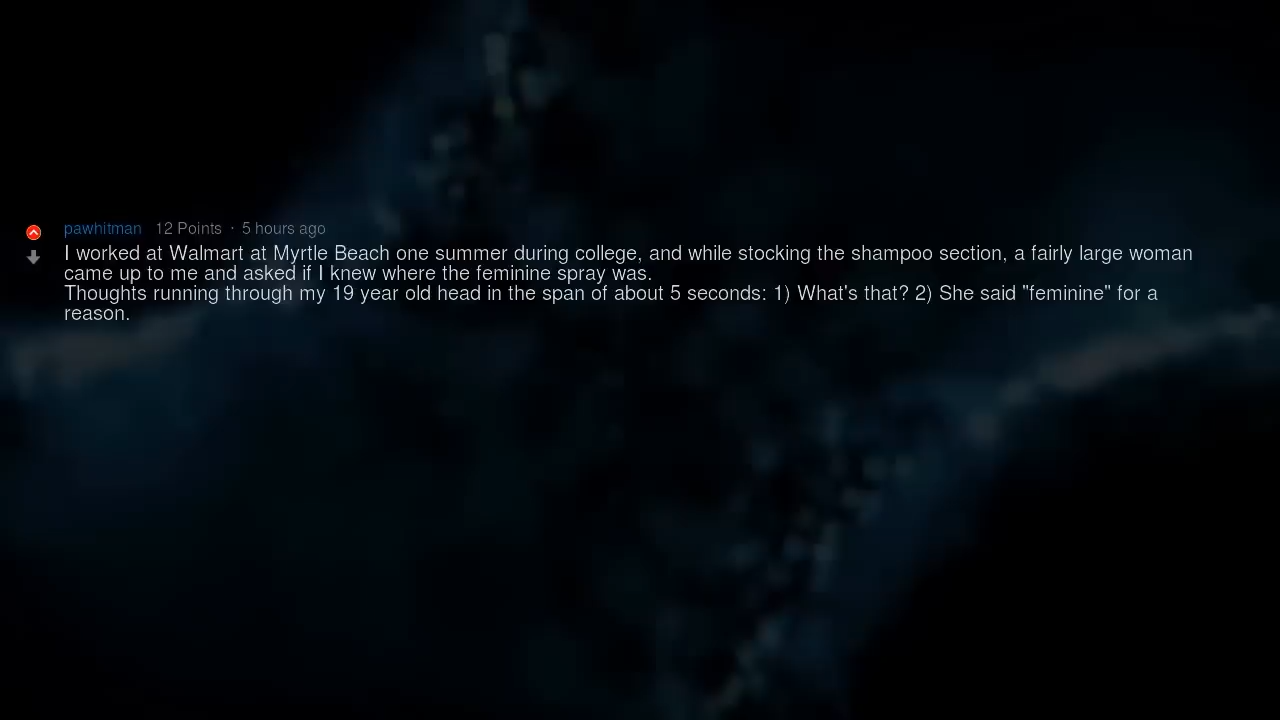 pawhitman 12 Points · 5 hours ago
I worked at Walmart at Myrtle Beach one summer during college, and while stocking the shampoo section, a fairly large woman
came up to me and asked if I knew where the feminine spray was.
Thoughts running through my 19 year old head in the span of about 5 seconds: 1) What's that? 2) She said "feminine" for a
reason.